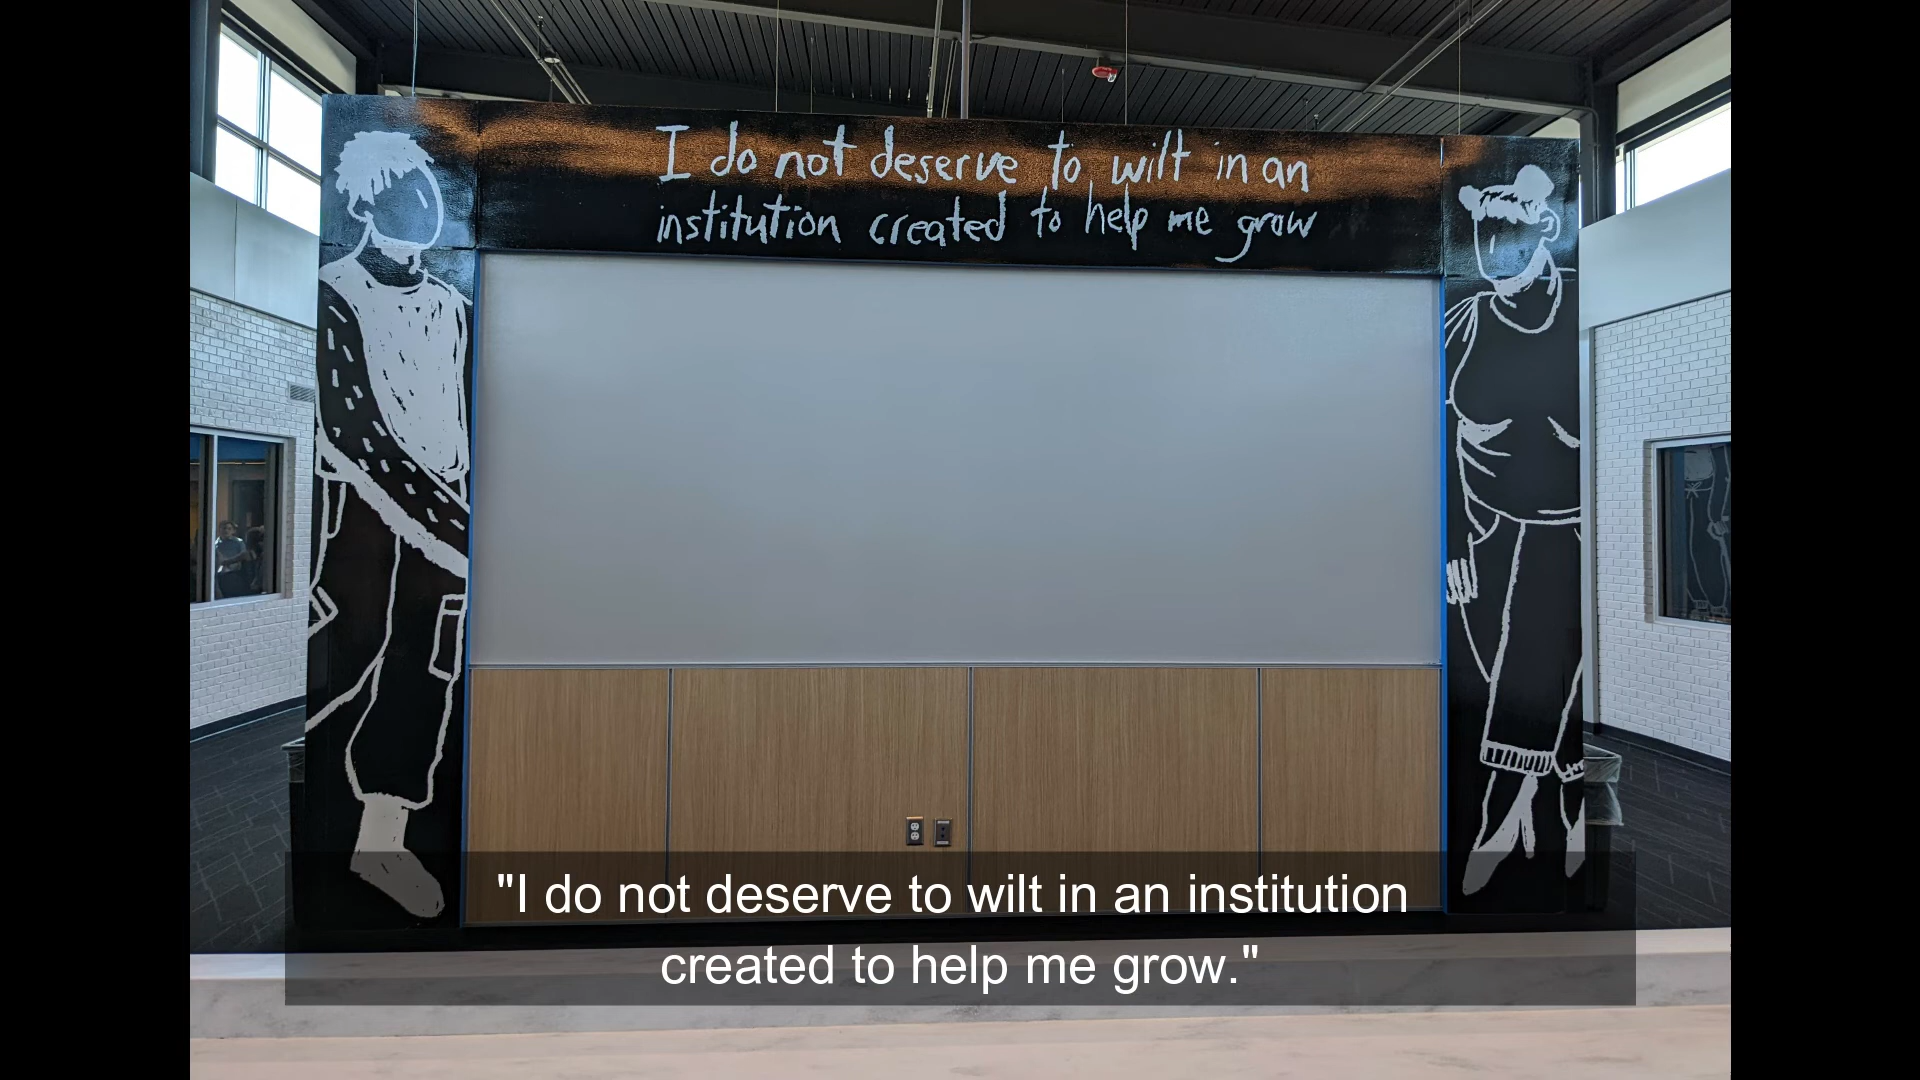 I do not deserve to wilt in an
institution created to help me grow
"I do not deserve to wilt in an institution
created to help me grow."